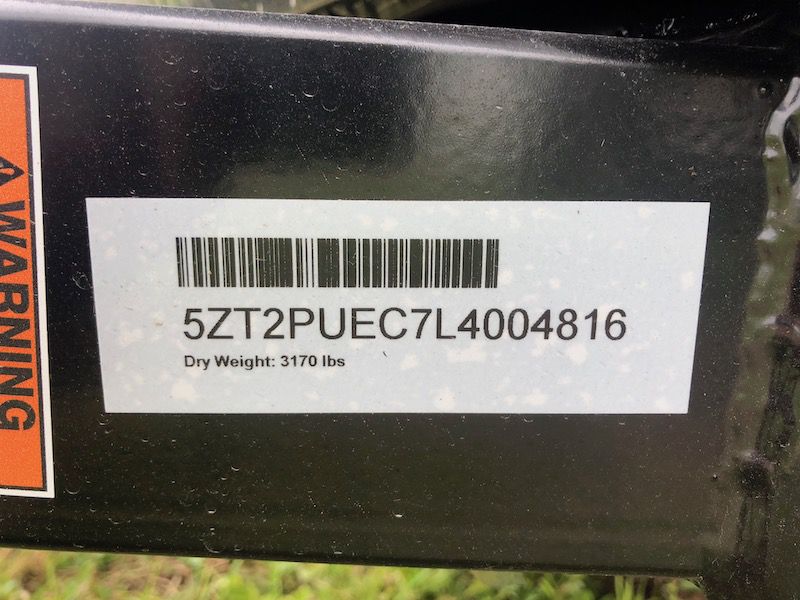 WARNING
5ZT2PUEC7L4004816
Dry Weight: 3170 lbs